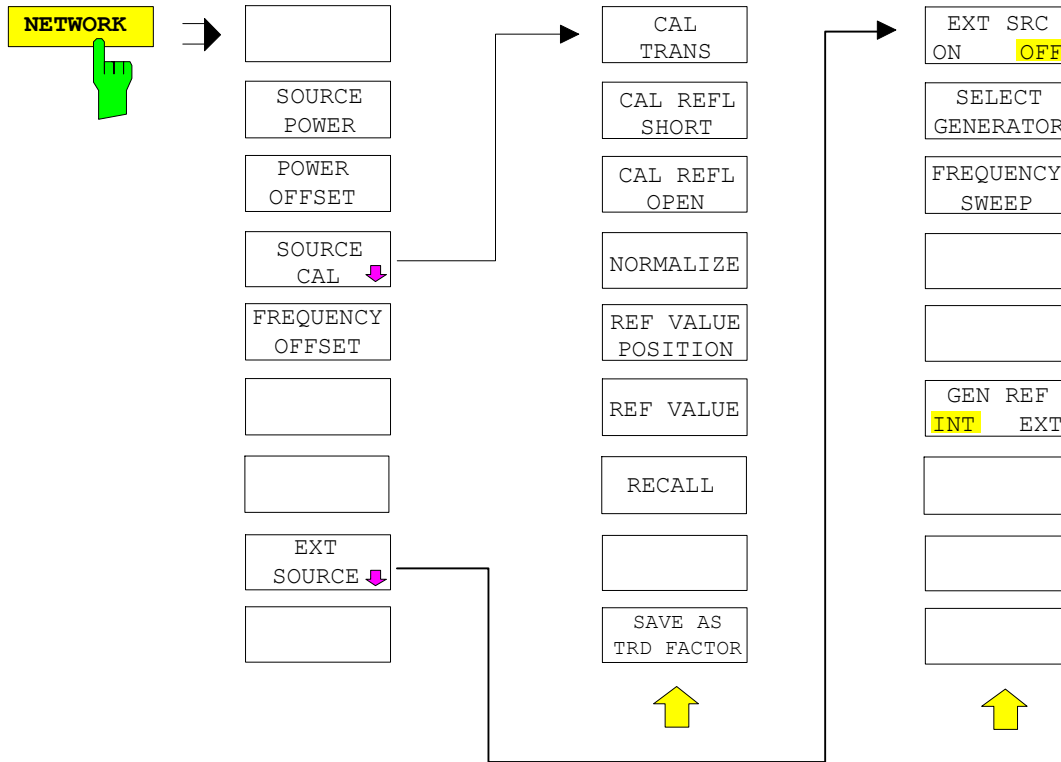 NETWORK
SOURCE
POWER
POWER
OFFSET
SOURCE
CAL
FREQUENCY
OFFSET
EXT
SOURCE
CAL
TRANS
CAL REFL
SHORT
CAL REFL
OPEN
NORMALIZE
REF VALUE
POSITION
REF VALUE
RECALL
SAVE AS
TRD FACTOR
EXT SRC
ON OFF
SELECT
GENERATOR
FREQUENCY
SWEEP
GEN REF
INT EXT